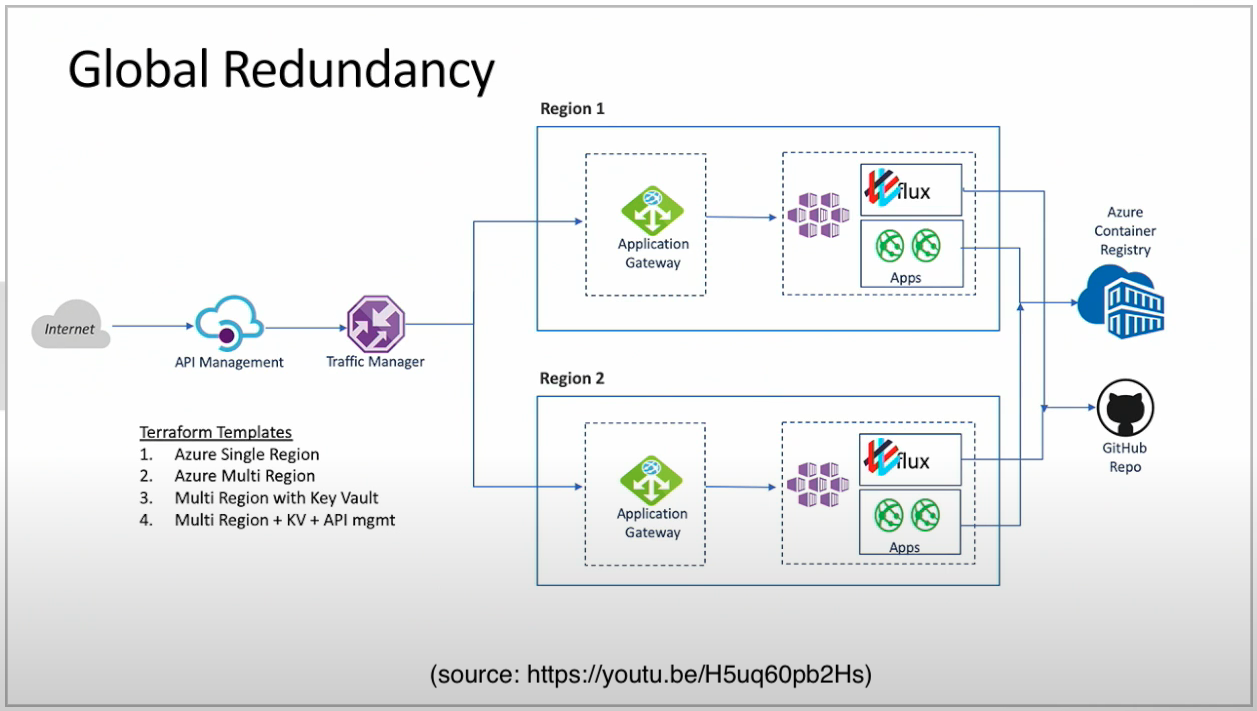 Global Redundancy
Region 1
flux
Application
Gateway
Apps
Azure
Container
Registry
Internet
API Management
Traffic Manager
Region 2
Terraform Templates
1. Azure Single Region
2. Azure Multi Region
3. Multi Region with Key Vault
4. Multi Region + KV + API mgmt
flux
Application
Gateway
Apps
GitHub
Repo
(source: https://youtu.be/H5uq60pb2Hs)